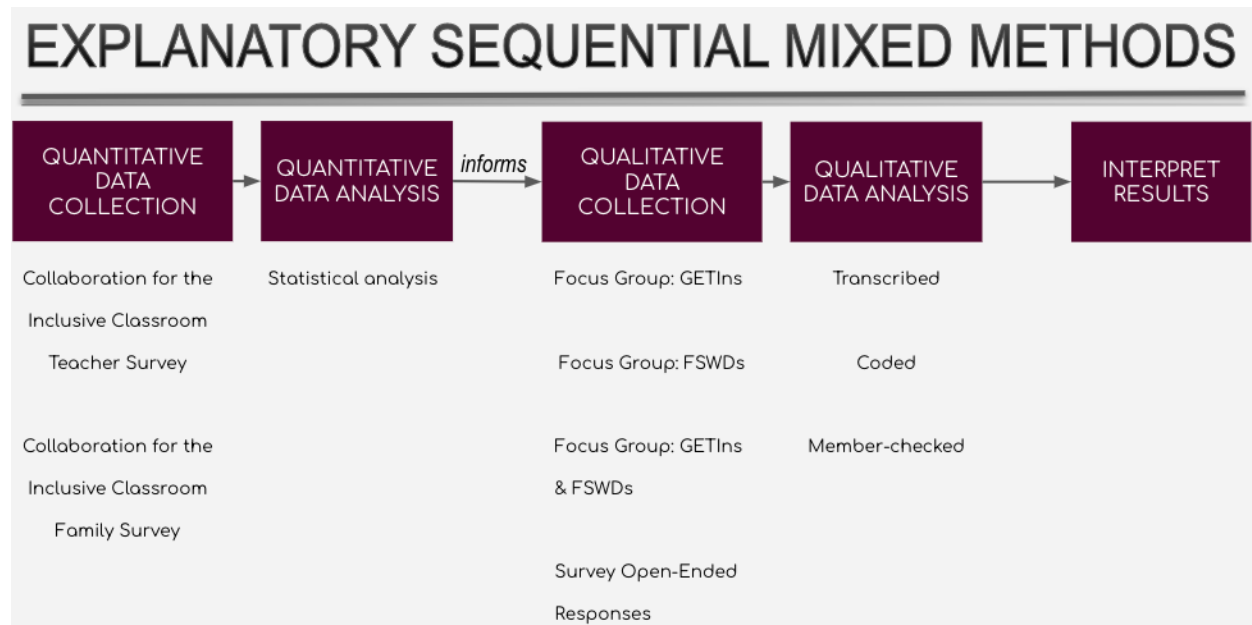 EXPLANATORY SEQUENTIAL MIXED METHODS
QUANTITATIVE
DATA
COLLECTION
QUANTITATIVE
DATA ANALYSIS
informs
QUALITATIVE
DATA
COLLECTION
QUALITATIVE
DATA ANALYSIS
INTERPRET
RESULTS
Collaboration for the
Inclusive Classroom
Teacher Survey
Collaboration for the
Inclusive Classroom
Family Survey
Statistical analysis
Focus Group: GETIns
Focus Group: FSWDs
Focus Group: GETIns
& FSWDs
Survey Open-Ended
Responses
Transcribed
Coded
Member-checked